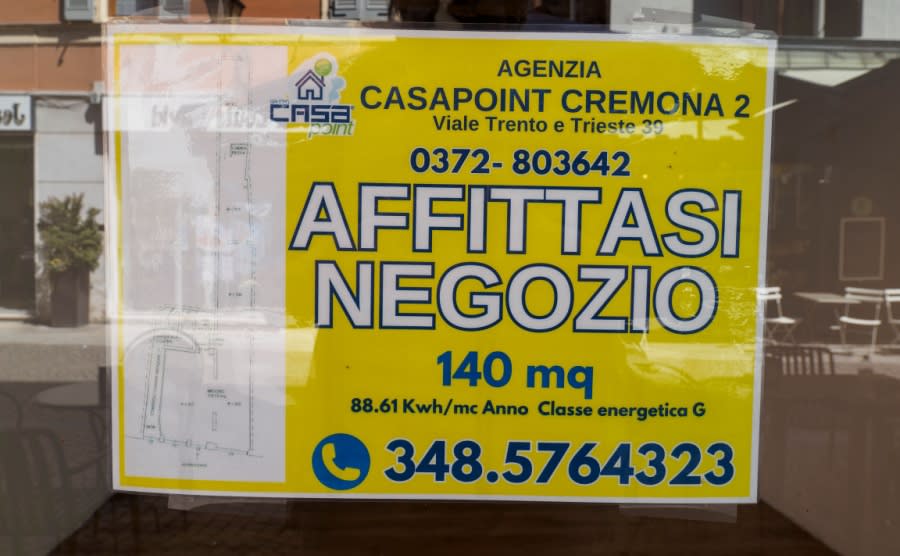 CASA
point
AGENZIA
CASAPOINT CREMONA 2
Viale Trento e Trieste 39
0372- 803642
AFFITTASI
NEGOZIO
140 mq
88.61 Kwh/mc Anno Classe energetica G
348.5764323